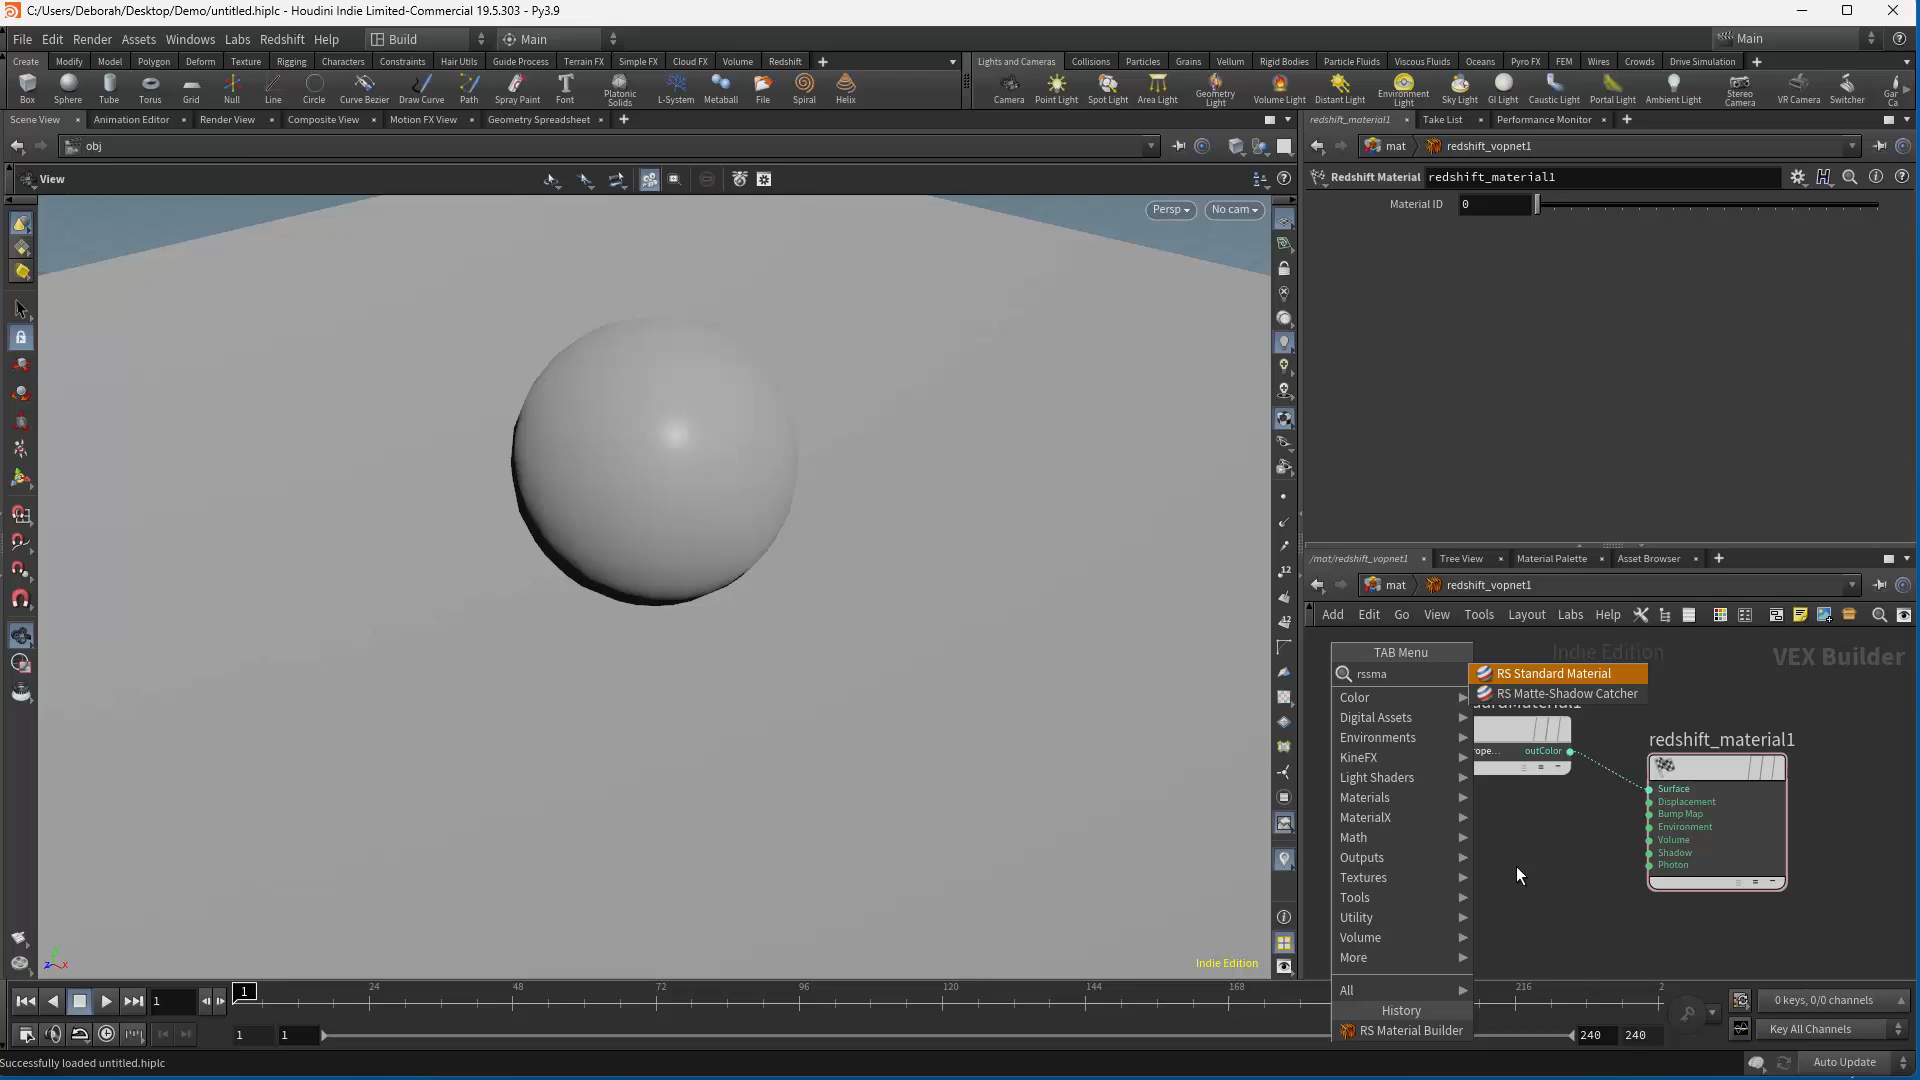 C:/Users/Deborah/Desktop/Demo/untitled.hiplc - Houdini Indie Limited-Commercial 19.5.303 - Py3.9
File Edit Render Assets Windows Labs Redshift Help Build Main Main
Create Modify Model Polygon Deform Texture Rigging Characters Constraints Hair Utils Guide Process Terrain FX Simple FX Cloud FX Volume Redshift
Lights and Cameras Collisions Particles Grains Vellum Rigid Bodies Particle Fluids Viscous Fluids Oceans Pyro FX FEM Wires Crowds Drive Simulation
Box Sphere Tube Torus Grid Null Line Circle Curve Bezier Draw Curve Path Spray Paint Font Platonic Solids L-System Metaball File Spiral Helix
Camera Point Light Spot Light Area Light Geometry Light Volume Light Distant Light Environment Light Sky Light GI Light Caustic Light Portal Light Ambient Light Stereo Camera VR Camera Switcher Gar Ca
Scene View Animation Editor Render View Composite View Motion FX View Geometry Spreadsheet
redshift_material1 Take List Performance Monitor
obj
mat redshift_vopnet1
View
Redshift Material redshift_material1
Material ID 0
Persp No cam
12
12
/mat/redshift_vopnet1 Tree View Material Palette Asset Browser
mat redshift_vopnet1
Add Edit Go View Tools Layout Labs Help
Indie Edition VEX Builder
TAB Menu
rssma
RS Standard Material
RS Matte-Shadow Catcher
Color
Digital Assets
Environments
KineFX
Light Shaders
Materials
MaterialX
Math
Outputs
Textures
Tools
Utility
Volume
More
All
History
RS Material Builder
rope... outColor
redshift_material1
Surface
Displacement
Bump Map
Environment
Volume
Shadow
Photon
z x
Indie Edition
1 1 24 48 72 96 120 144 168 216 2
0 keys, 0/0 channels
1 1 240 240
Key All Channels
Successfully loaded untitled.hiplc
Auto Update